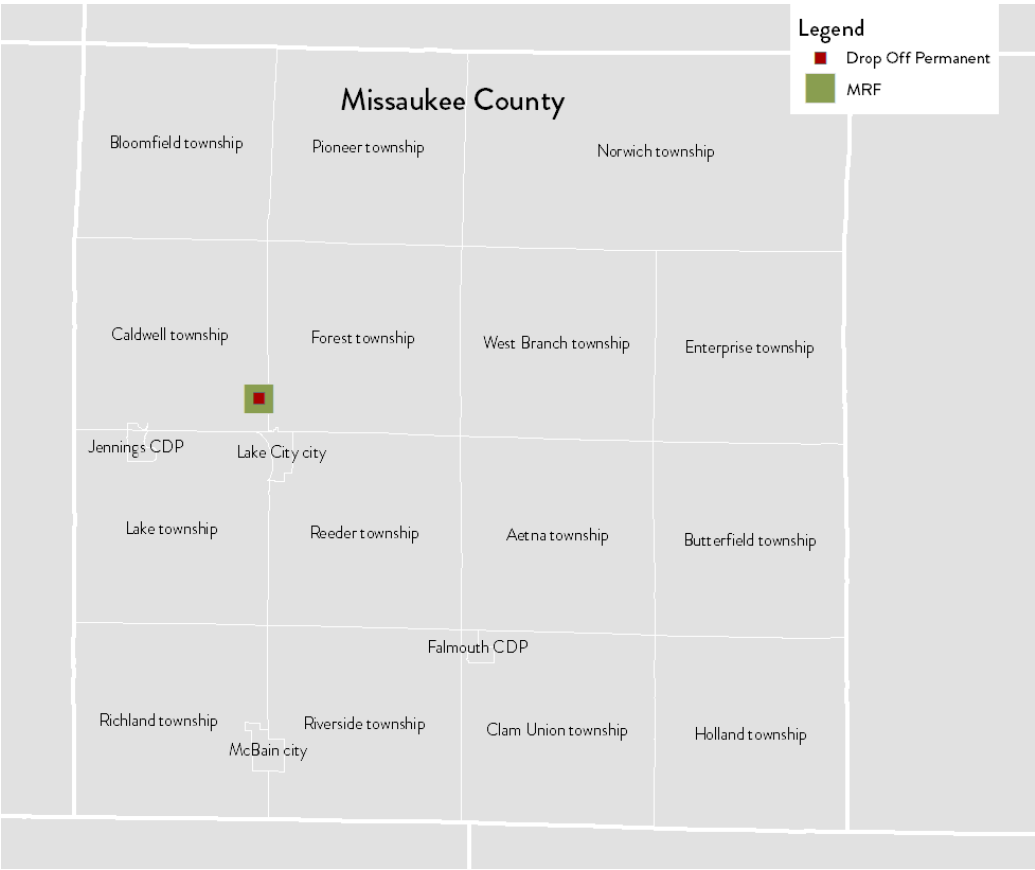 Legend
Drop Off Permanent
MRF
Missaukee County
Bloomfield township
Pioneer township
Norwich township
Caldwell township
Forest township
West Branch township
Enterprise township
Jennings CDP
Lake City city
Lake township
Reeder township
Aetna township
Butterfield township
Falmouth CDP
Richland township
Riverside township
Clam Union township
Holland township
McBain city